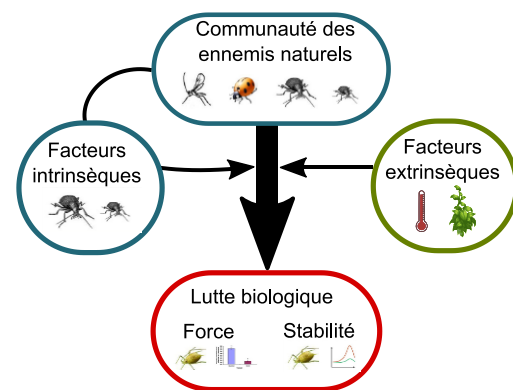 Communauté des
ennemis naturels
Facteurs
intrinsèques
Facteurs
extrinsèques
Lutte biologique
Force
Stabilité